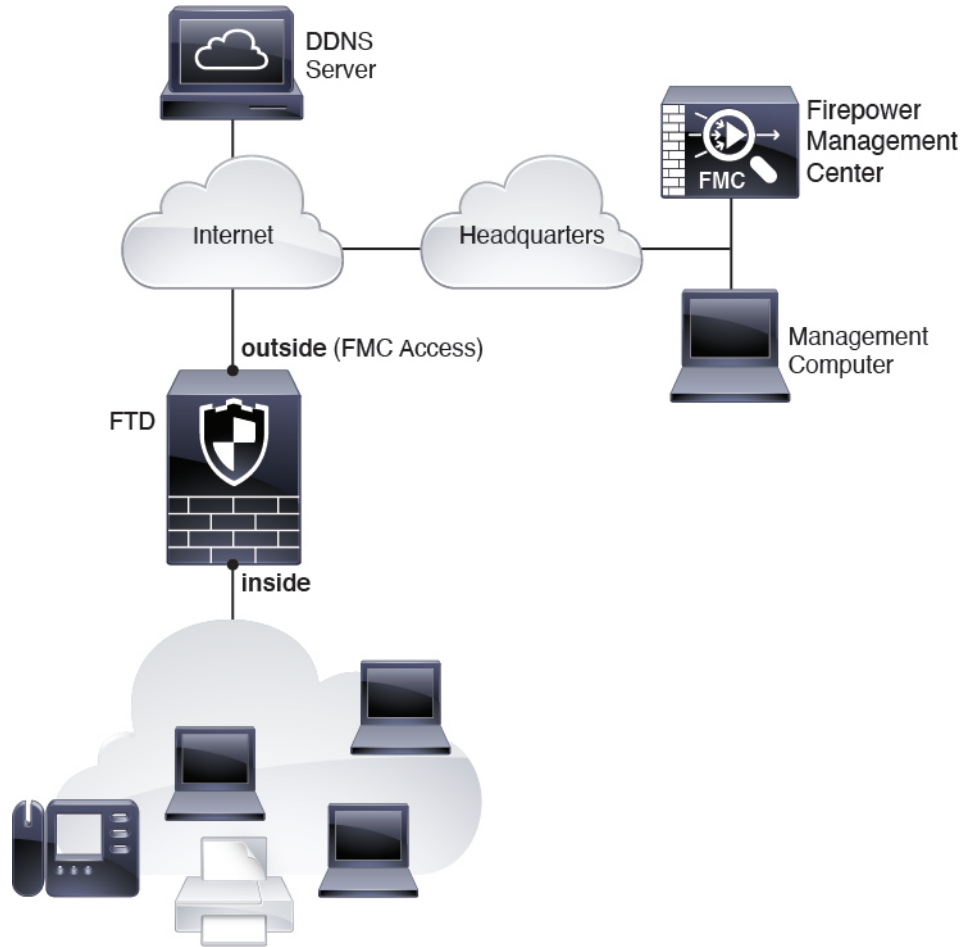 DDNS
Server
Firepower
Management
Center
FMC
Internet
Headquarters
Management
Computer
outside (FMC Access)
FTD
inside